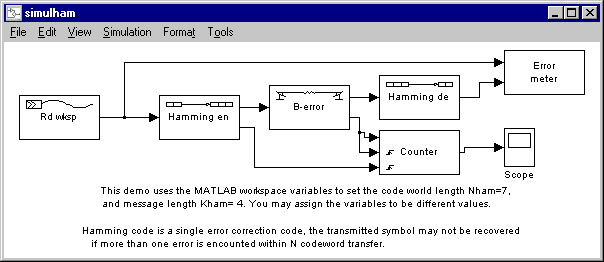 simulham
File Edit View Simulation Format Tools
Error
meter
Rd wksp
Hamming en
B-error
Hamming de
Counter
Scope
This demo uses the MATLAB workspace variables to set the code world length Nham=7,
and message length Kham= 4. You may assign the variables to be different values.
Hamming code is a single error correction code, the transmitted symbol may not be recovered
if more than one error is encounted within N codeword transfer.